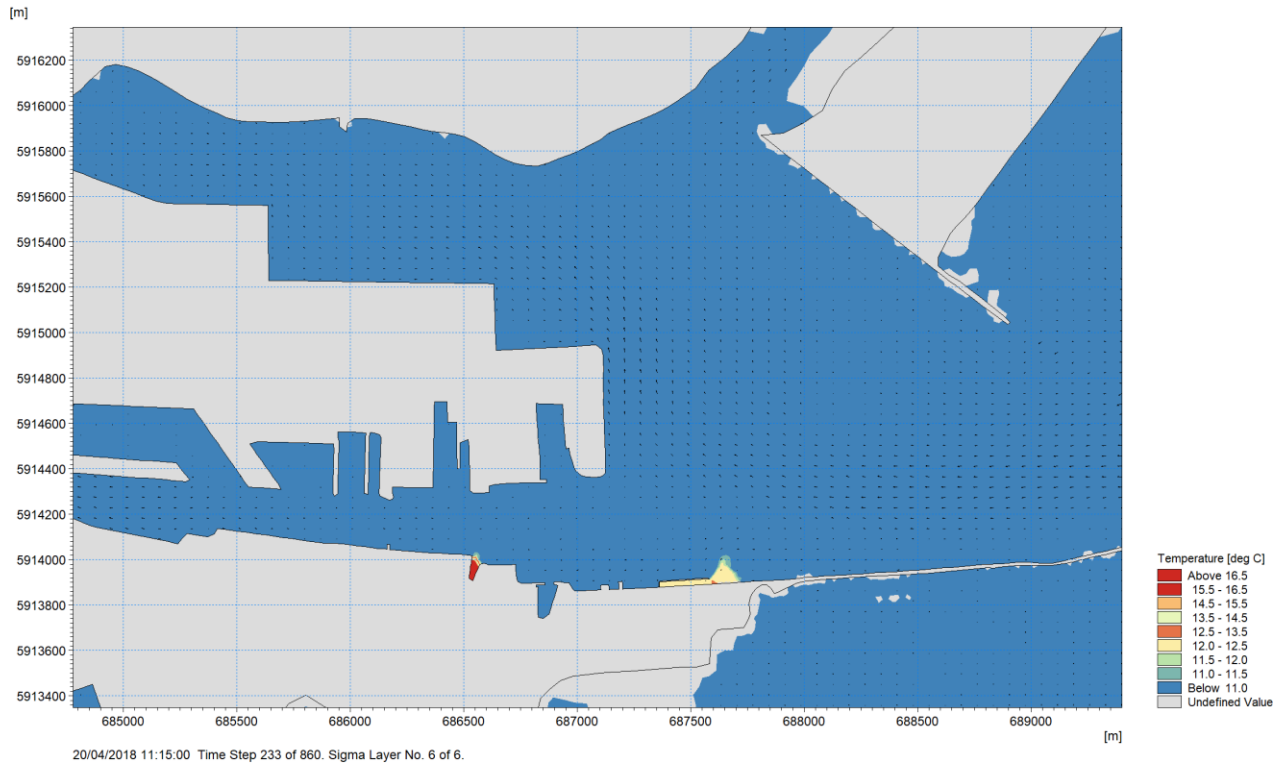 [m]
5916200
5916000
5915800
5915600
5915400
5915200
5915000
5914800
5914600
5914400
5914200
5914000
5913800
5913600
5913400
685000 685500 686000 686500 687000 687500 688000 688500 689000
[m]
Temperature [deg C]
Above 16.5
15.5 - 16.5
14.5 - 15.5
13.5 - 14.5
12.5 - 13.5
12.0 - 12.5
11.5 - 12.0
11.0 - 11.5
Below 11.0
Undefined Value
20/04/2018 11:15:00 Time Step 233 of 860. Sigma Layer No. 6 of 6.